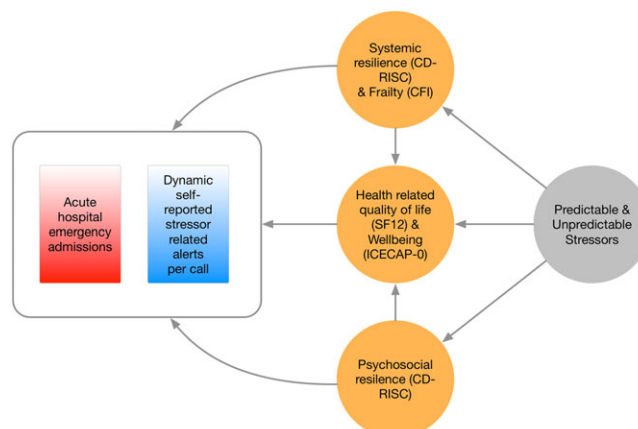 Systemic
resilience (CD-
RISC)
& Frailty (CFI)
Acute
hospital
emergency
admissions
Dynamic
self-
reported
stressor
related
alerts
per call
Health related
quality of life
(SF12) &
Wellbeing
(ICECAP-0)
Predictable &
Unpredictable
Stressors
Psychosocial
resilence (CD-
RISC)